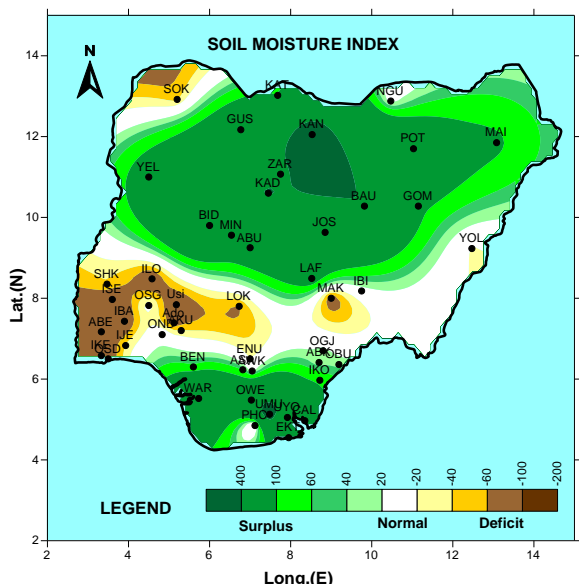 14
12
10
8
6
4
2
Lat.(N)
SOIL MOISTURE INDEX
N
SOK
KAT
NGU
GUS
KAN
POT
MAI
YEL
ZAR
KAD
BAU
GOM
BID
MIN
ABU
JOS
YOL
SHK
ILO
LAF
IBI
ISE
OSG
Usi
LOK
MAK
IBA
Ado
ABE
OND
IKE
IJE
OSD
BEN
ENU
OGJ
OBU
IKO
WAR
OWE
UMU
UYO
CAL
PHC
EKT
400
100
60
40
20
-20
-40
-60
-100
-200
LEGEND
Surplus
Normal
Deficit
2
4
6
8
10
12
14
Long.(E)